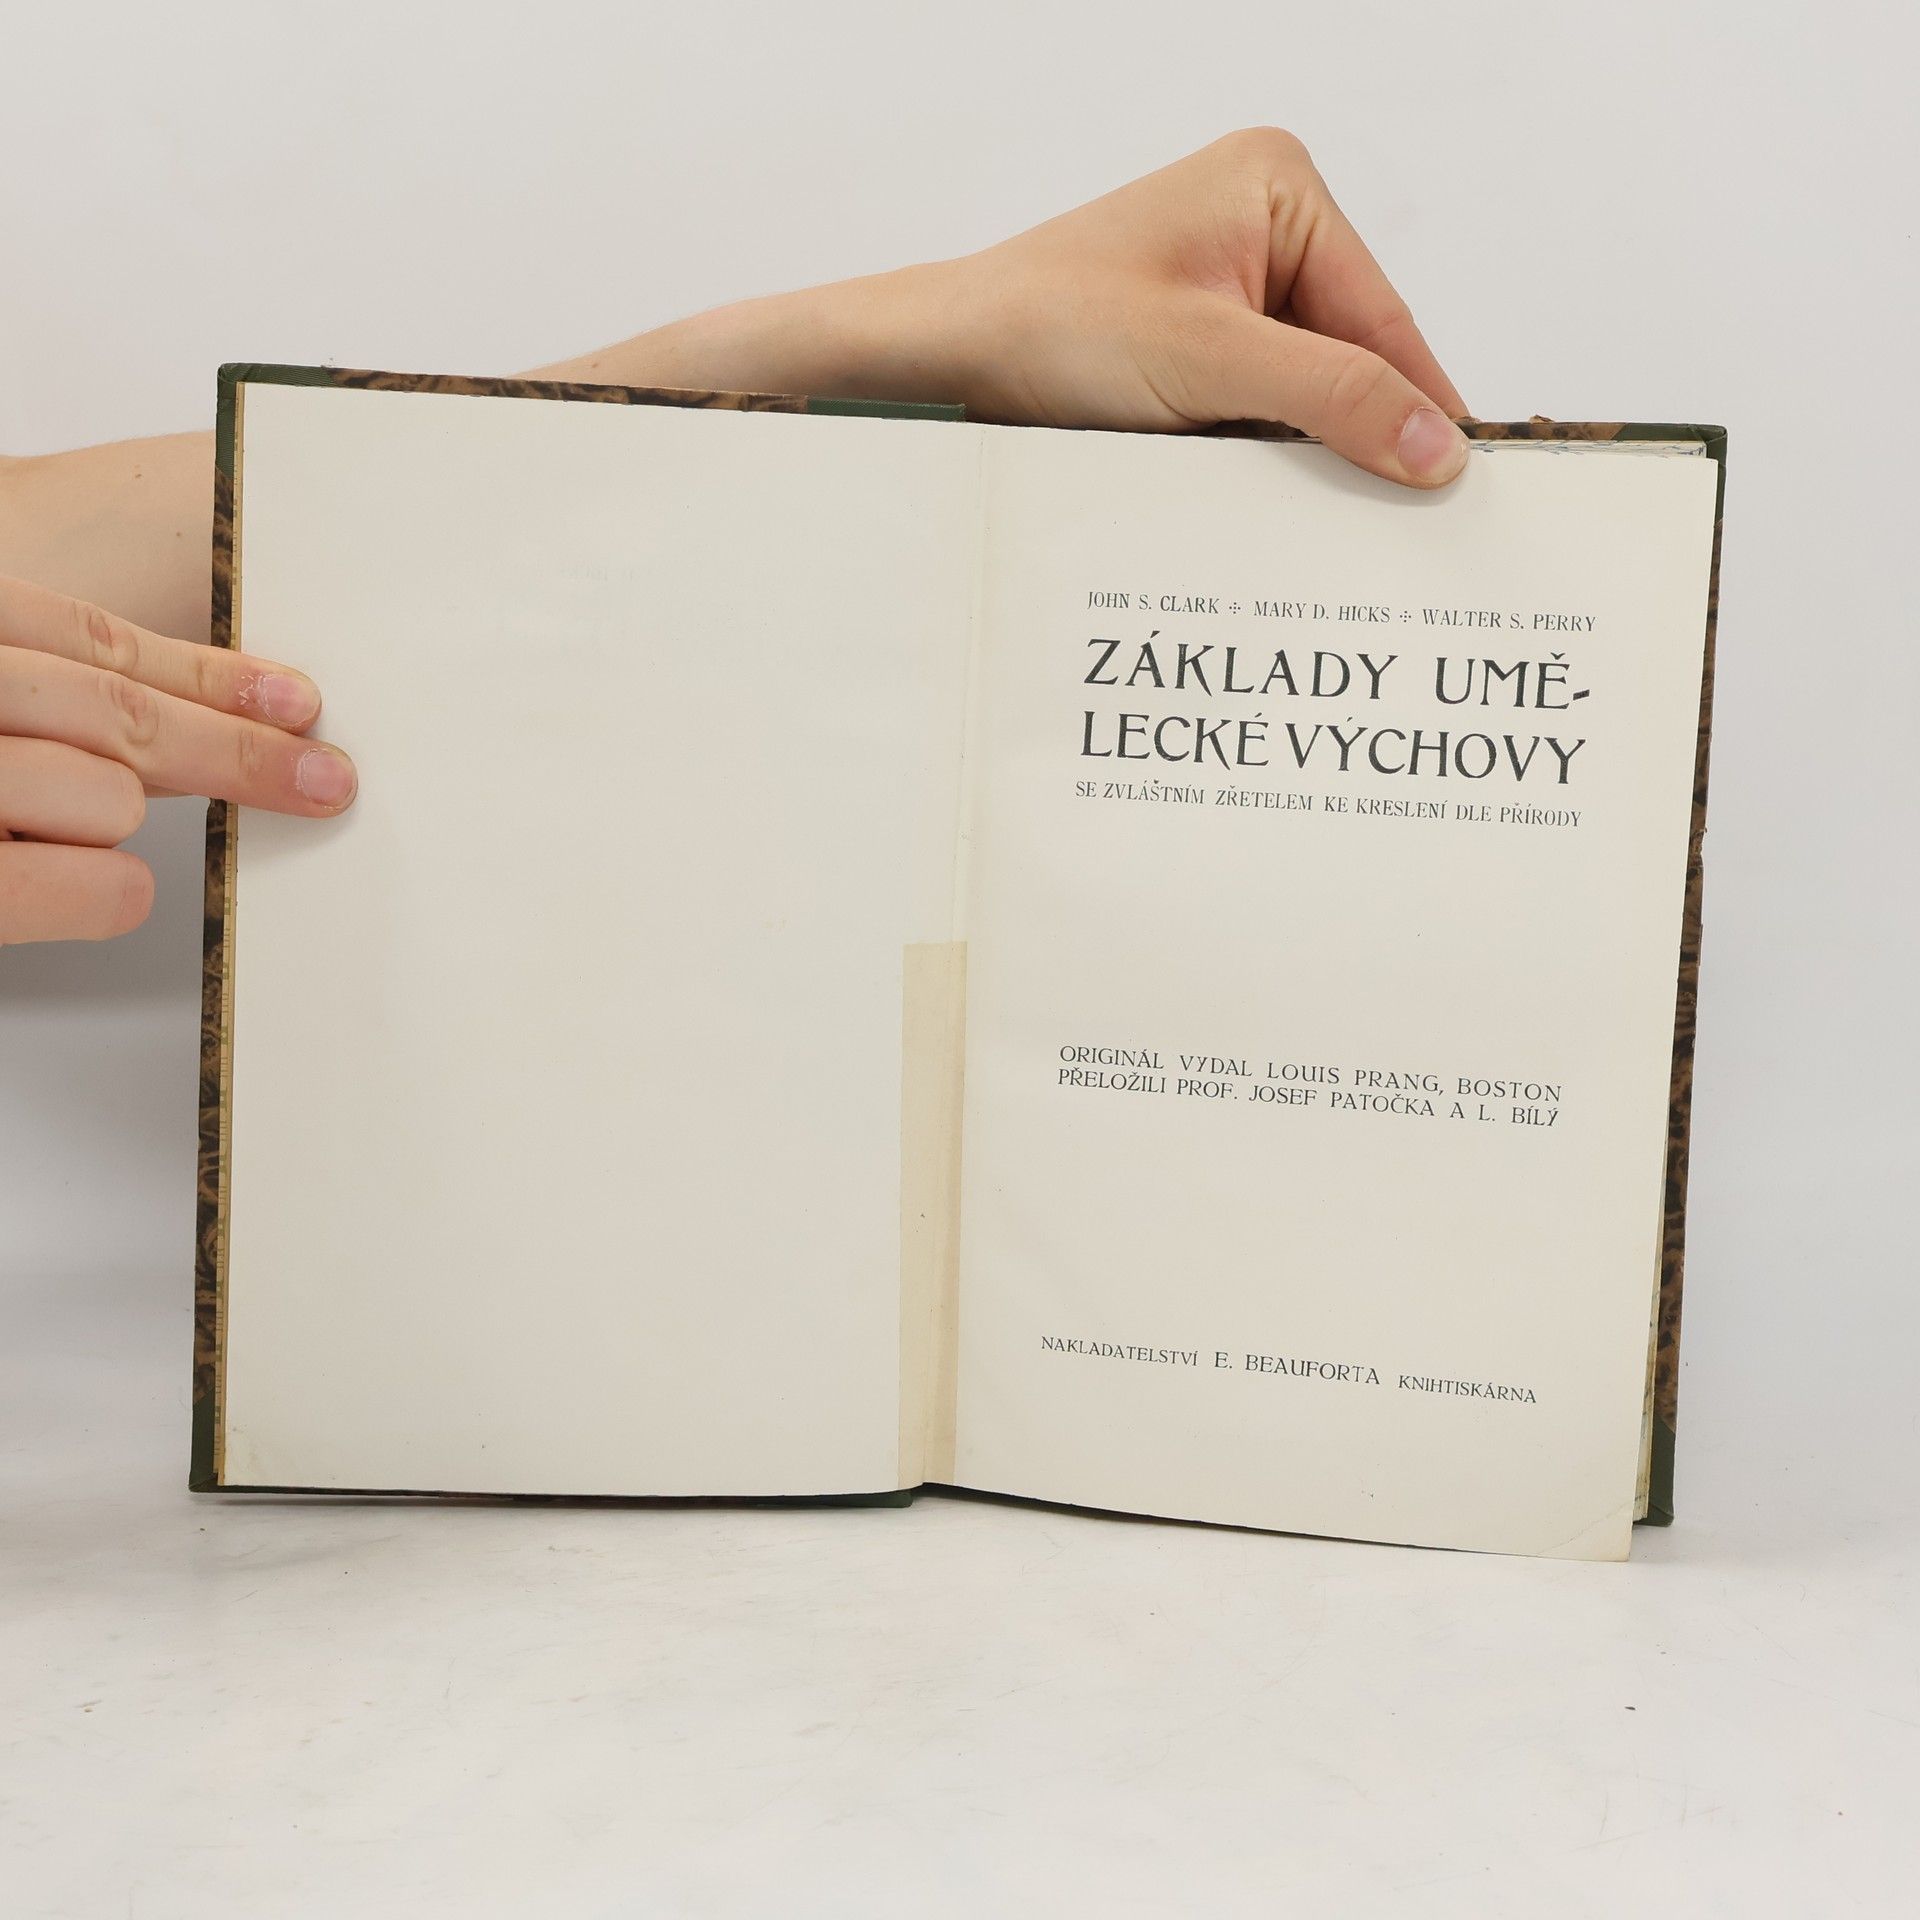 JOHN S. CLARK ⁘ MARY D. HICKS ⁘ WALTER S. PERRY
ZÁKLADY UMĚ-
LECKÉ VÝCHOVY
SE ZVLÁŠTNÍM ZŘETELEM KE KRESLENÍ DLE PŘÍRODY
ORIGINÁL VYDAL LOUIS PRANG, BOSTON
PŘELOŽILI PROF. JOSEF PATOČKA A L. BÍLÝ
NAKLADATELSTVÍ E. BEAUFORTA KNIHTISKÁRNA